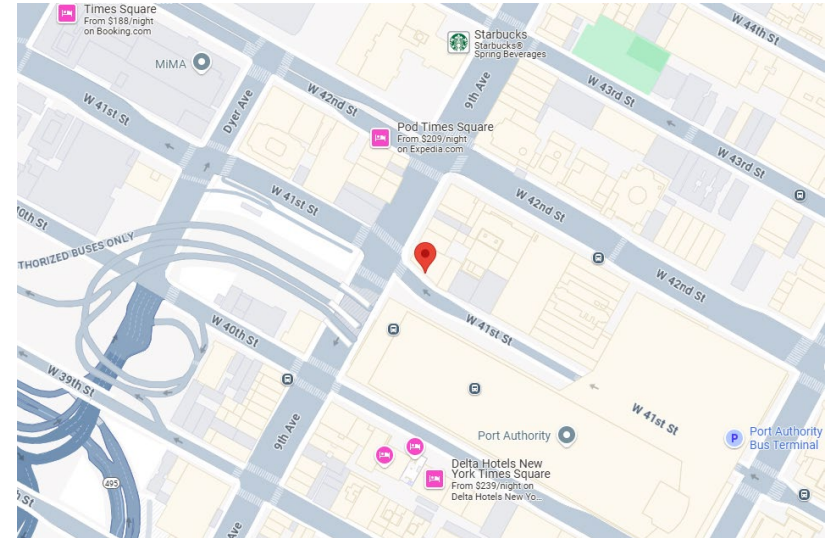 Times Square
From $188/night
on Booking.com
MiMA
Starbucks
Starbucks®
Spring Beverages
W 44th St
W 43rd St
W 43rd St
W 42nd St
W 42nd St
W 42nd St
9th Ave
Dyer Ave
W 41st St
Pod Times Square
From $209/night
on Expedia.com
W 41st St
40th St
THORIZED BUSES ONLY
W 40th St
W 39th St
W 41st St
W 41st St
9th Ave
Port Authority
P
Port Authority
Bus Terminal
Delta Hotels New
York Times Square
From $239/night on
Delta Hotels New Yo...
495
h St
Ave